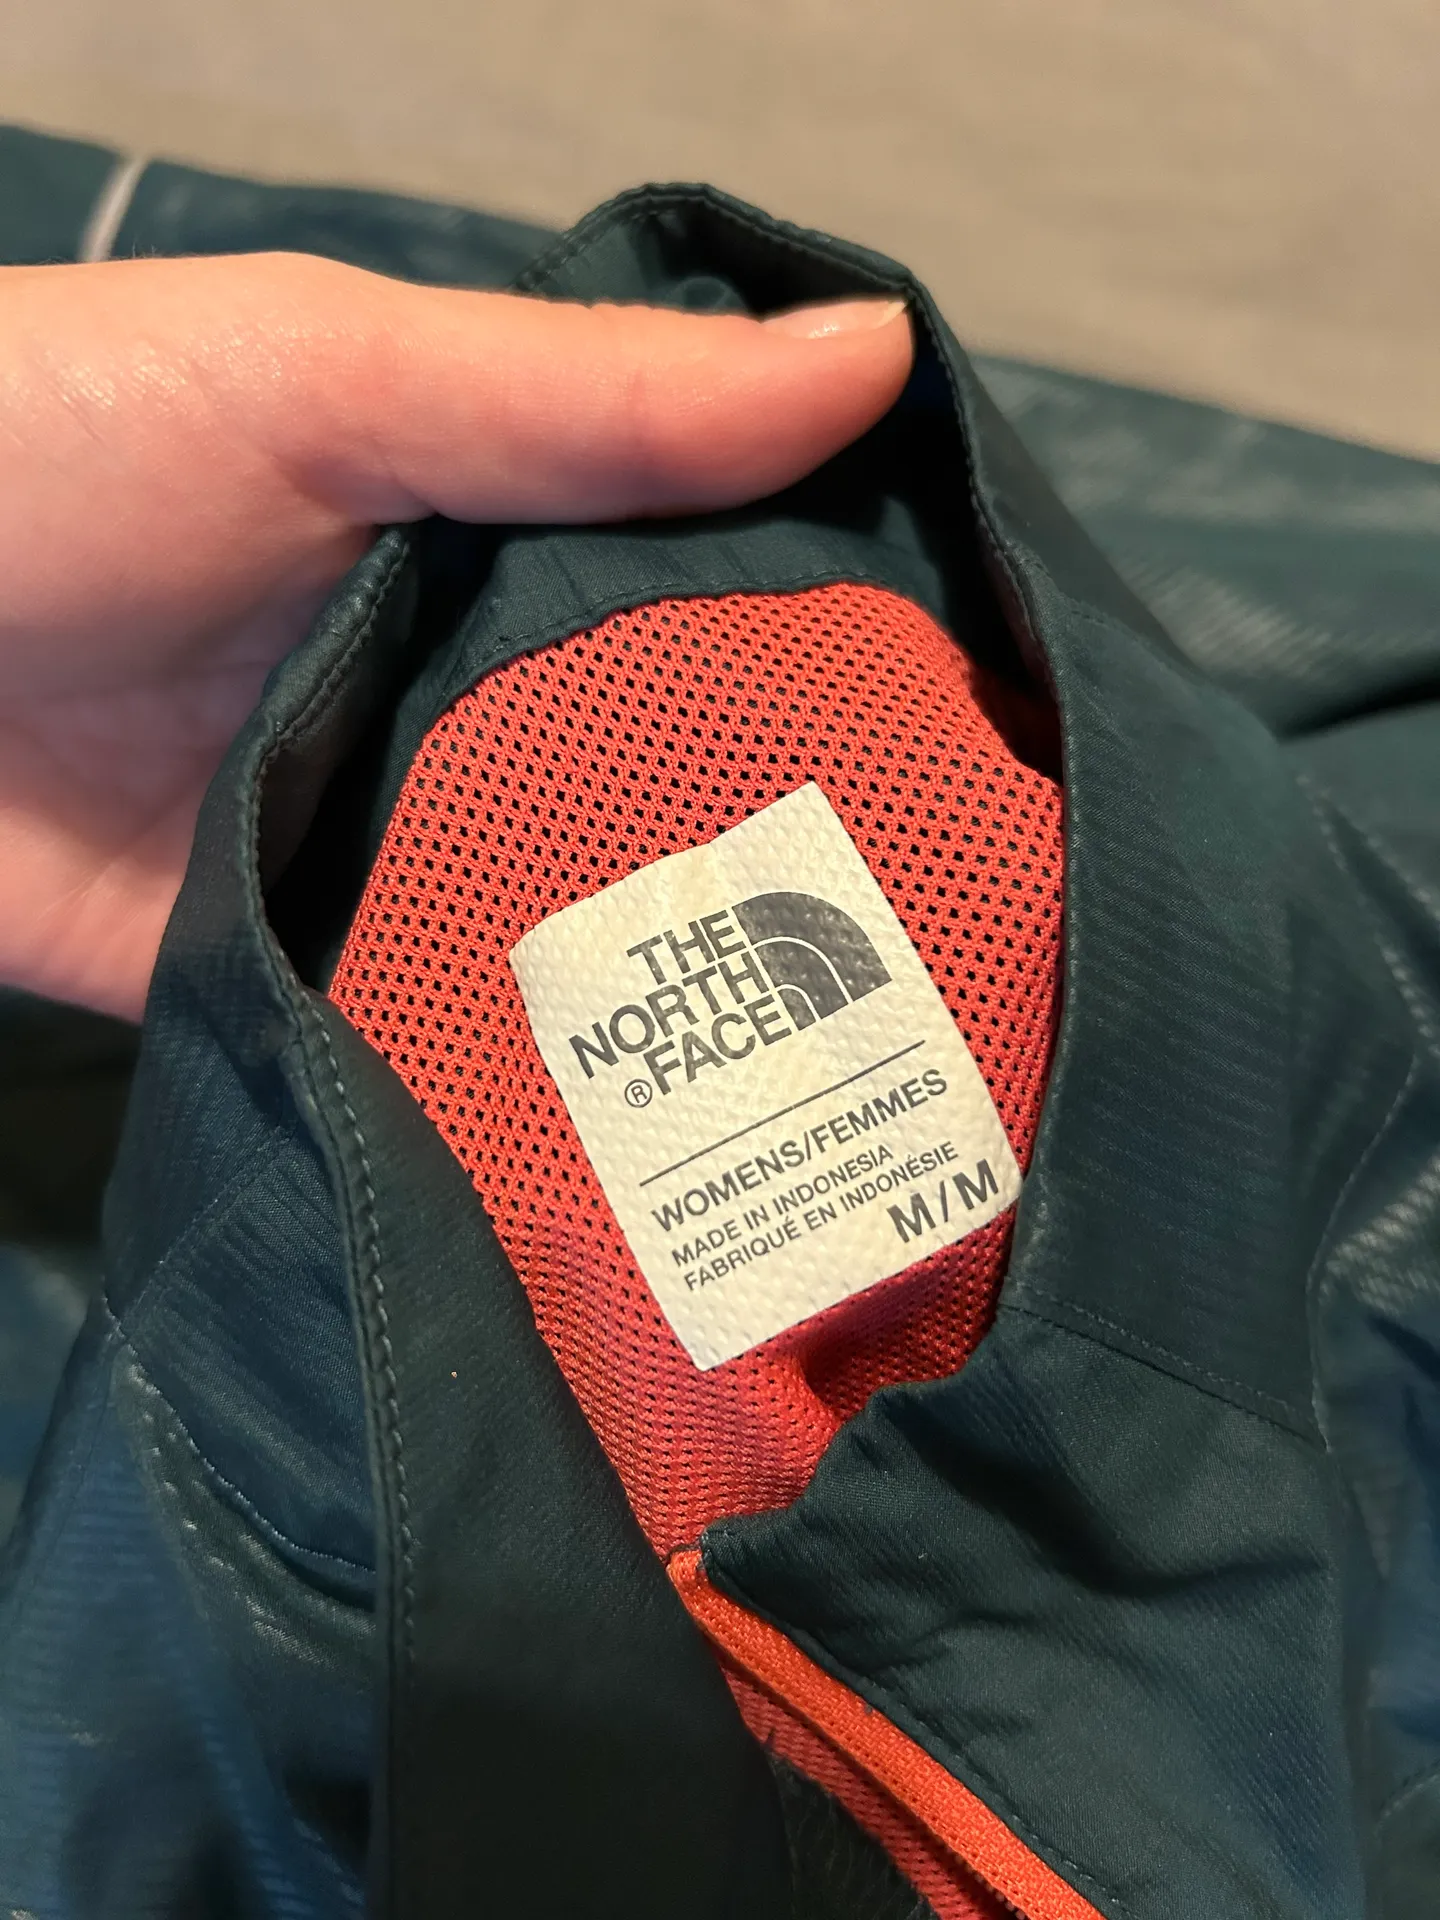 THE
NORTH
® FACE
WOMENS/FEMMES
MADE IN INDONESIA
FABRIQUÉ EN INDONÉSIE
M/M